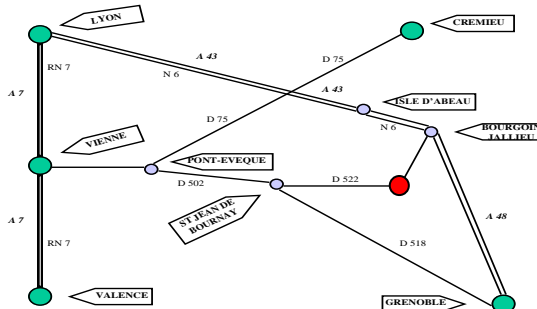 LYON
CREMIEU
A 43
D 75
RN 7
N 6
A 7
A 43
ISLE D'ABEAU
D 75
N 6
BOURGOIN
JALLIEU
VIENNE
PONT-EVEQUE
D 502
D 522
ST JEAN DE
BOURNAY
A 7
A 48
RN 7
D 518
VALENCE
GRENOBLE